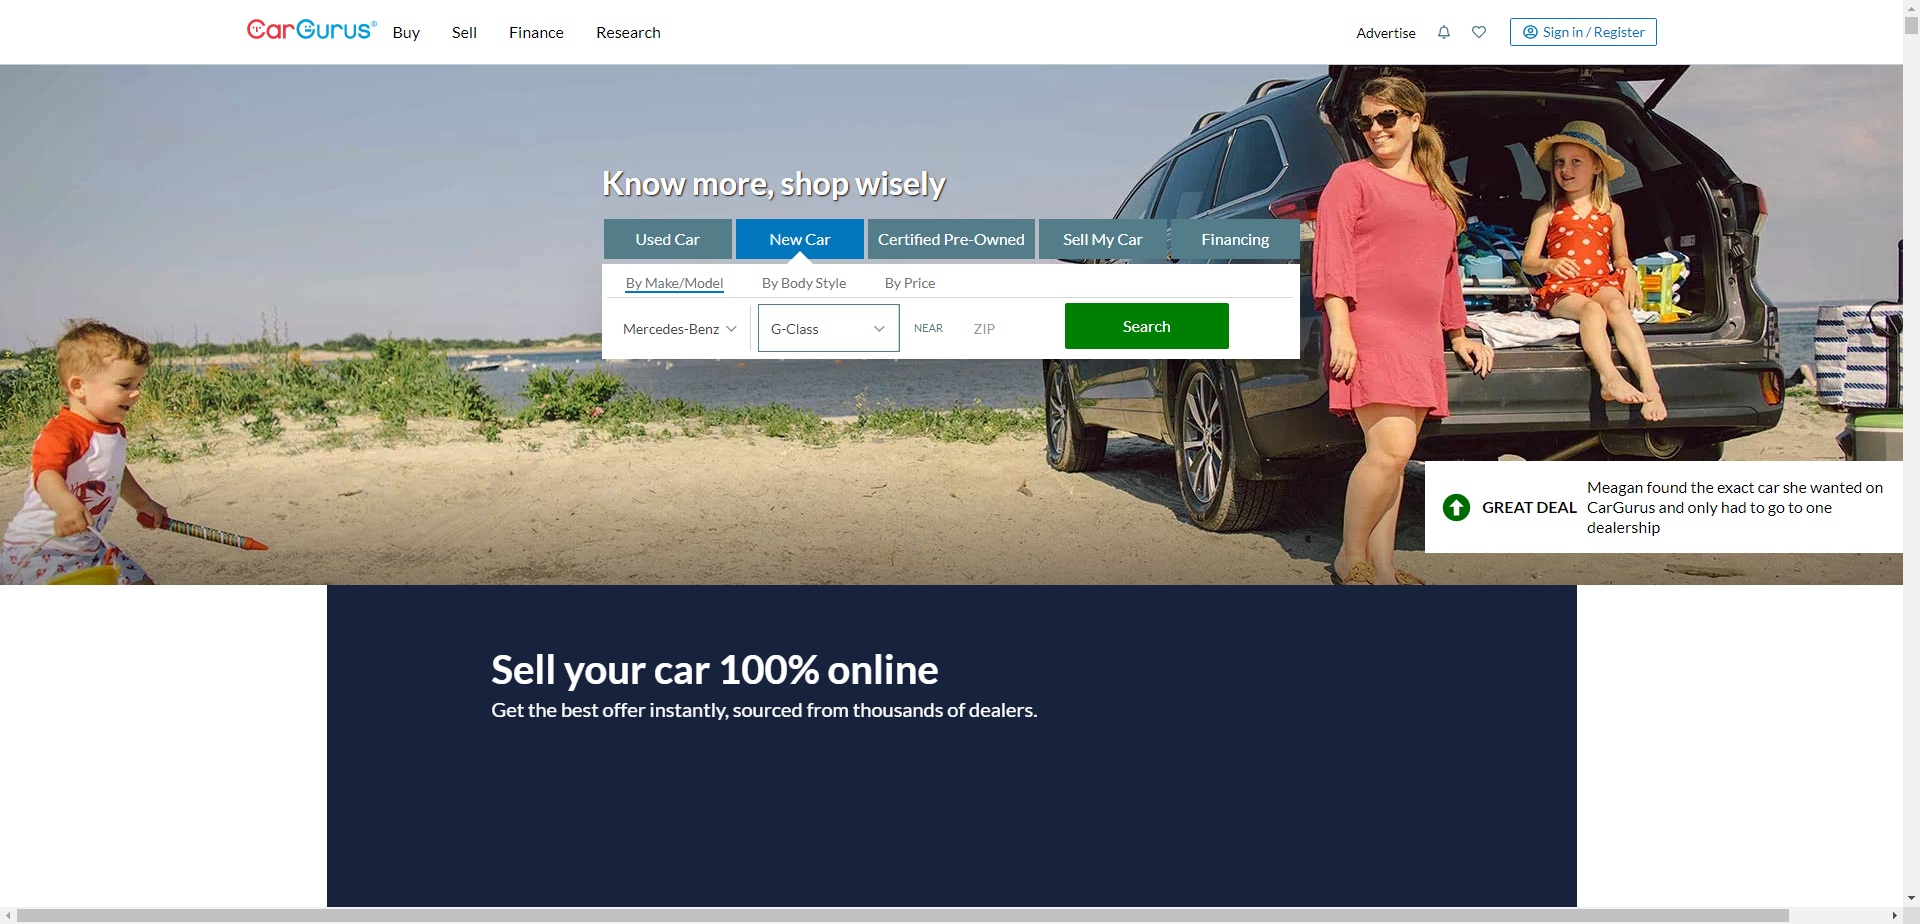 CarGurus®
Buy
Sell
Finance
Research
Advertise
Sign in / Register
Know more, shop wisely
Used Car
New Car
Certified Pre-Owned
Sell My Car
Financing
By Make/Model
By Body Style
By Price
Mercedes-Benz
G-Class
NEAR
ZIP
Search
GREAT DEAL
Meagan found the exact car she wanted on
CarGurus and only had to go to one
dealership
Sell your car 100% online
Get the best offer instantly, sourced from thousands of dealers.